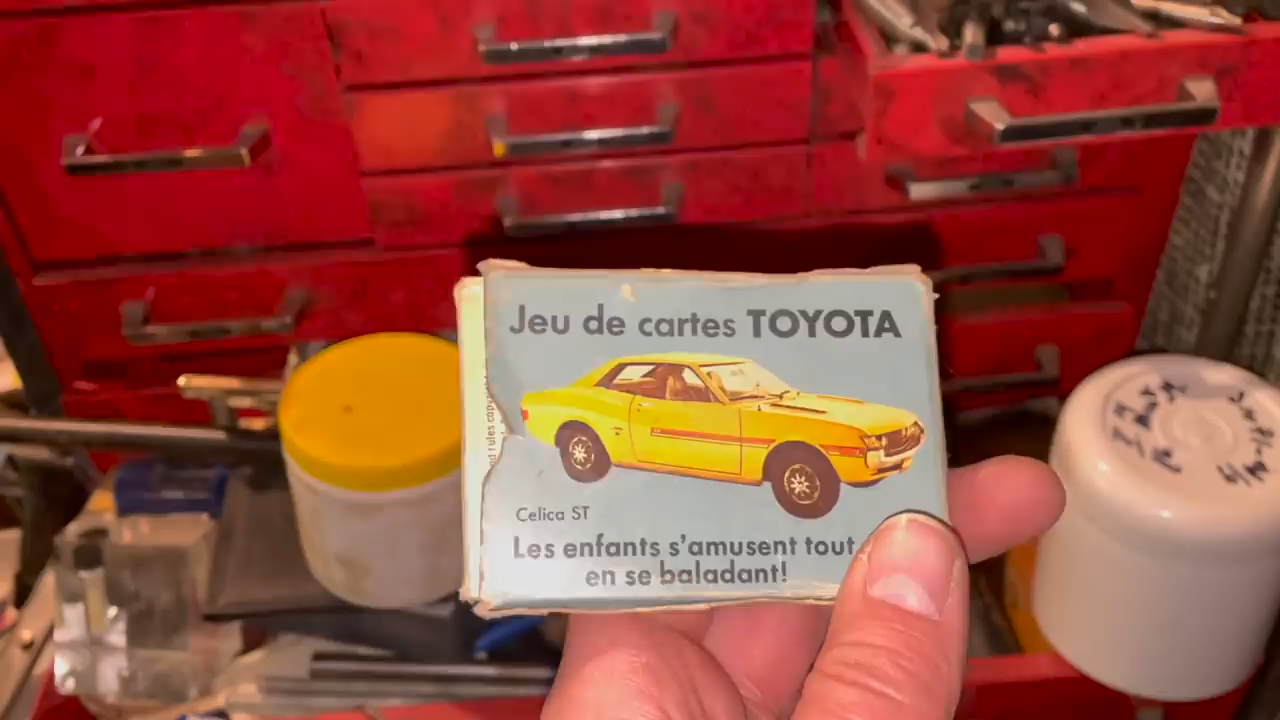 Jeu de cartes TOYOTA
Celica ST
Les enfants s'amusent tout
en se baladant!